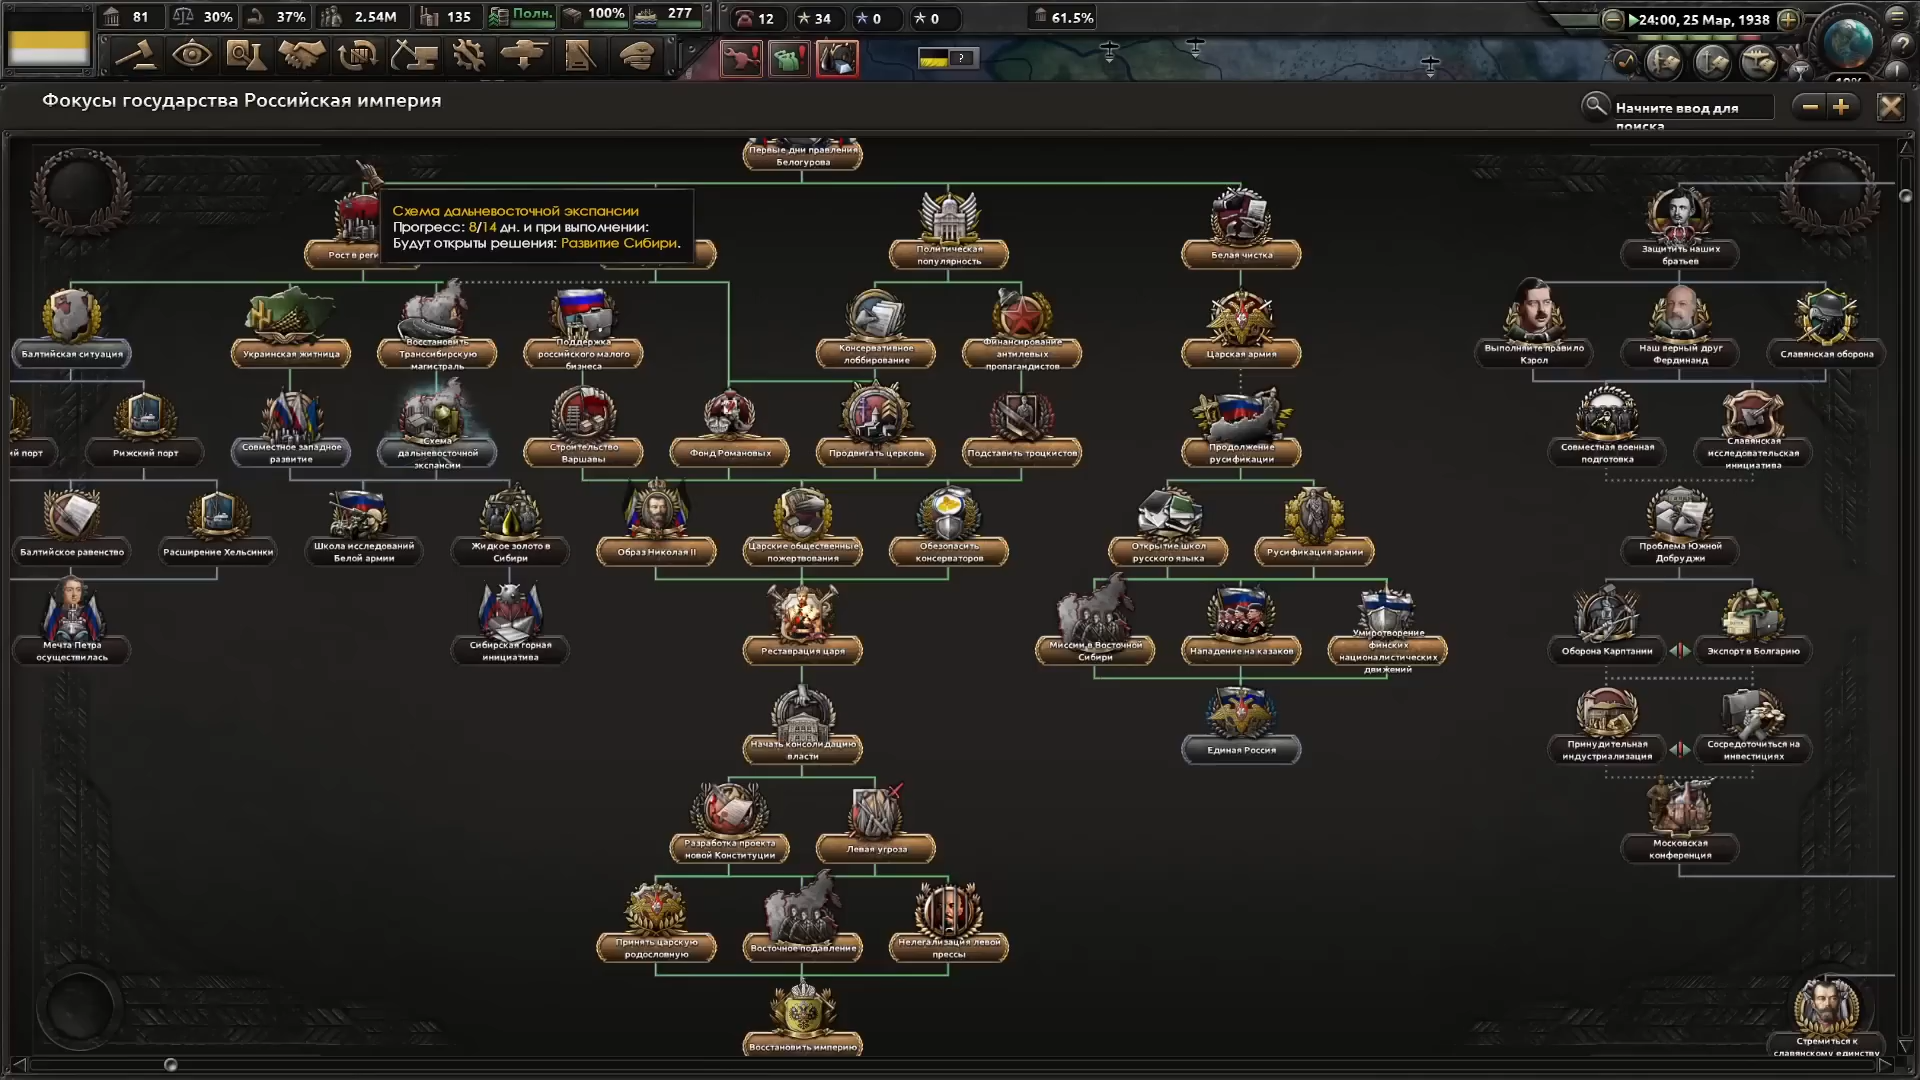 81
30%
37%
2.54M
135
Полн.
100%
277
12
34
0
0
61.5%
24:00, 25 Мар, 1938
?
Фокусы государства Российская империя
Начните ввод для
поиска
Первые дни правления
Белогурова
Схема дальневосточной экспансии
Прогресс: 8/14 дн. и при выполнении:
Будут открыты решения: Развитие Сибири.
Рост в реги
Политическая
популярность
Белая чистка
Защитить наших
братьев
Балтийская ситуация
Украинская житница
Восстановить
Транссибирскую
магистраль
Поддержка
российского малого
бизнеса
Консервативное
лоббирование
Финансирование
антилевых
пропагандистов
Царская армия
Выполняйте правило
Кэрол
Наш верный друг
Фердинанд
Славянская оборона
ий порт
Рижский порт
Совместное западное
развитие
Схема
дальневосточной
экспансии
Строительство
Варшавы
Фонд Романовых
Продвигать церковь
Подставить троцкистов
Продолжение
русификации
Совместная военная
подготовка
Славянская
исследовательская
инициатива
Балтийское равенство
Расширение Хельсинки
Школа исследований
Белой армии
Жидкое золото в
Сибири
Образ Николая II
Царские общественные
пожертвования
Обезопасить
консерваторов
Открытие школ
русского языка
Русификация армии
Проблема Южной
Добруджи
Мечта Петра
осуществилась
Сибирская горная
инициатива
Реставрация царя
Миссии в Восточной
Сибири
Нападение на казаков
Умиротворение
финских
националистических
движений
Оборона Карптании
Экспорт в Болгарию
Начать консолидацию
власти
Единая Россия
Принудительная
индустриализация
Сосредоточиться на
инвестициях
Разработка проекта
новой Конституции
Левая угроза
Московская
конференция
Принять царскую
родословную
Восточное подавление
Нелегализация левой
прессы
Восстановить империю
Стремиться к
славянскому единству